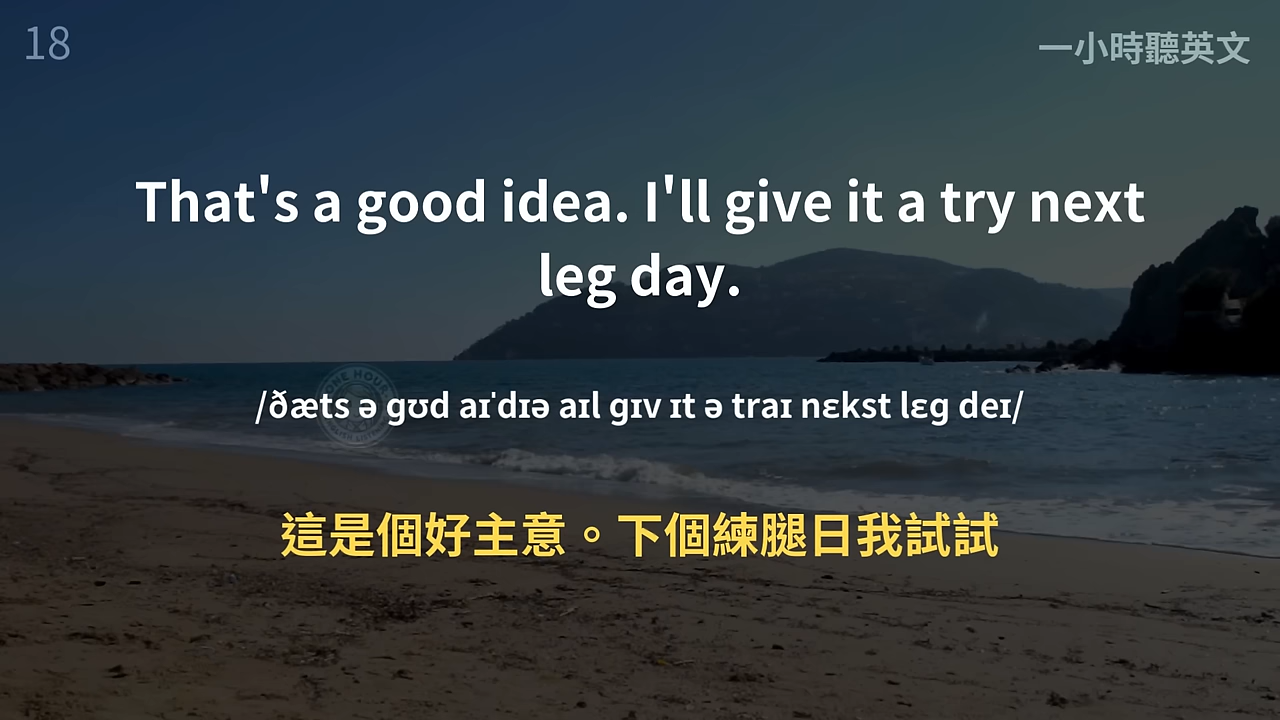 18
一小時聽英文
That's a good idea. I'll give it a try next
leg day.
/ðæts ə gʊd aɪˈdɪə aɪl gɪv ɪt ə traɪ nɛkst lɛg deɪ/
這是個好主意。下個練腿日我試試